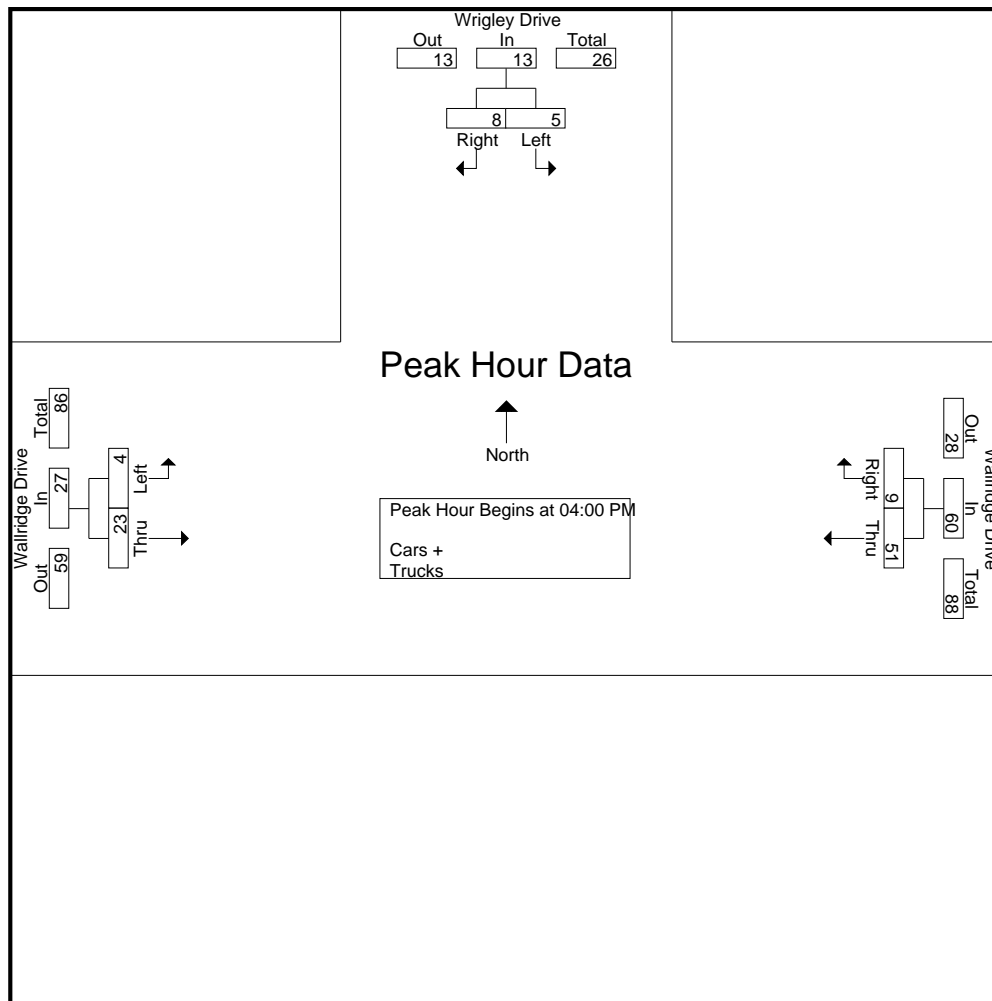 Wrigley Drive
Out In Total
13 13 26
8 5
Right Left
Peak Hour Data
North
Peak Hour Begins at 04:00 PM
Cars +
Trucks
Wallridge Drive
Out In Total
59 27 86
Left Thru
4 23
Wallridge Drive
Out In Total
28 60 88
Right Thru
9 51